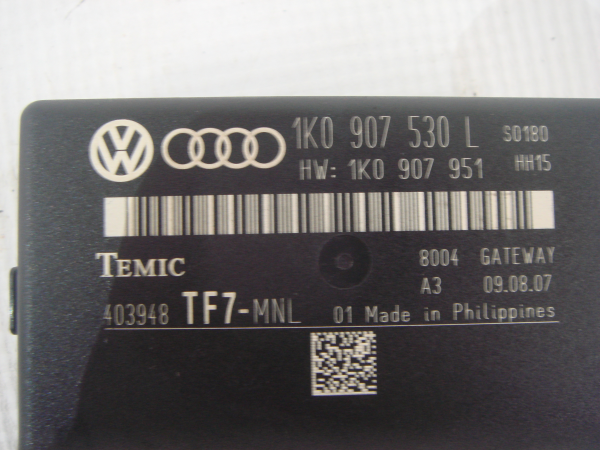 1K0 907 530 L S0180
HW: 1K0 907 951 HH15
TEMIC 8004 GATEWAY
A3 09.08.07
403948 TF7-MNL 01 Made in Philippines